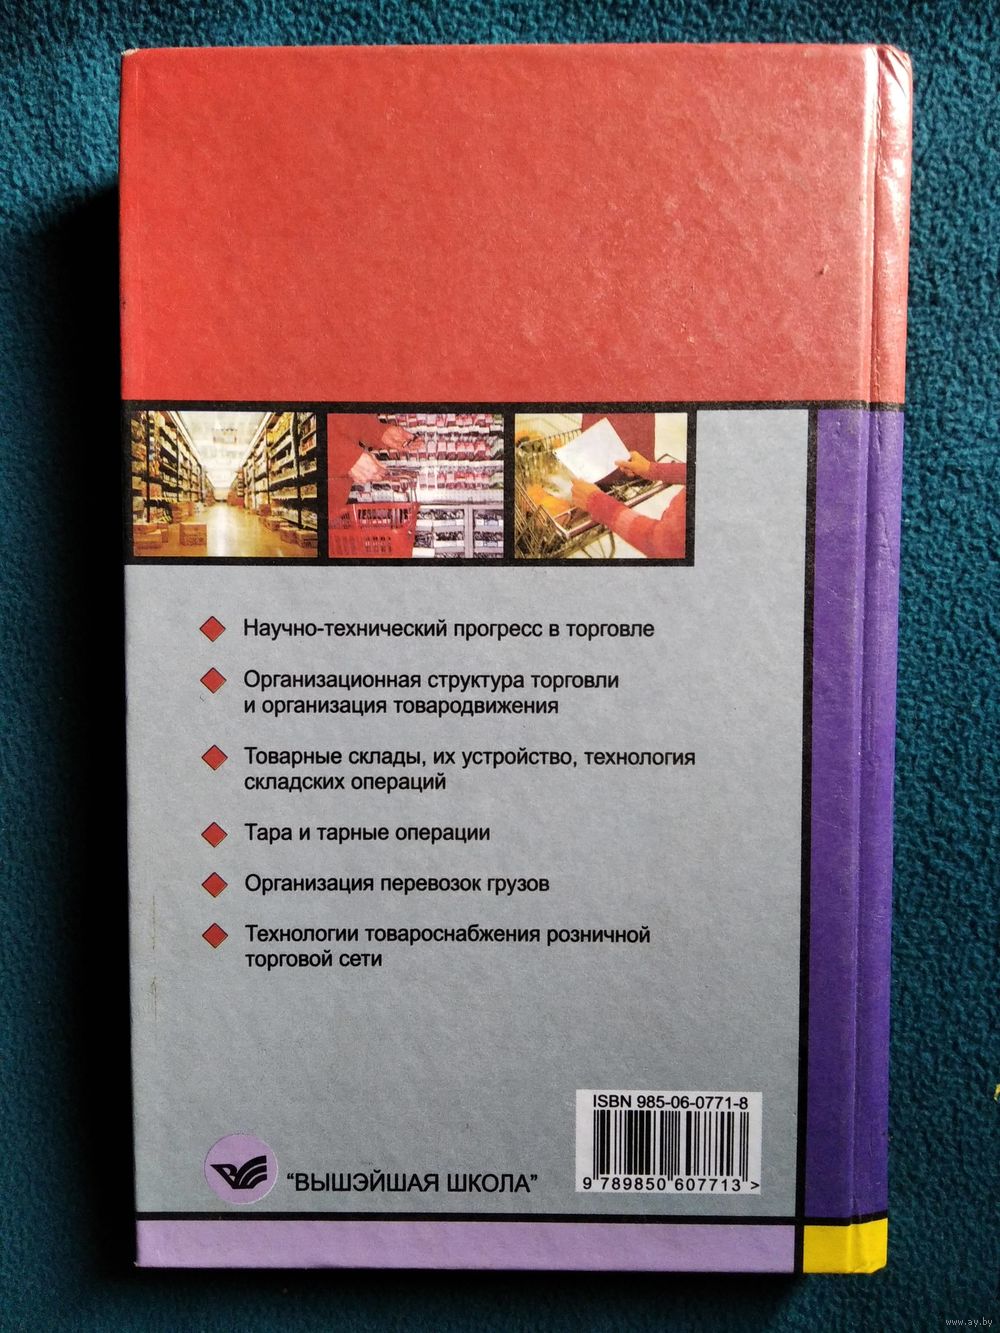 Научно-технический прогресс в торговле
Организационная структура торговли
и организация товародвижения
Товарные склады, их устройство, технология
складских операций
Тара и тарные операции
Организация перевозок грузов
Технологии товароснабжения розничной
торговой сети
ISBN 985-06-0771-8
9 789850 607713 >
"ВЫШЭЙШАЯ ШКОЛА"
www.ay.by